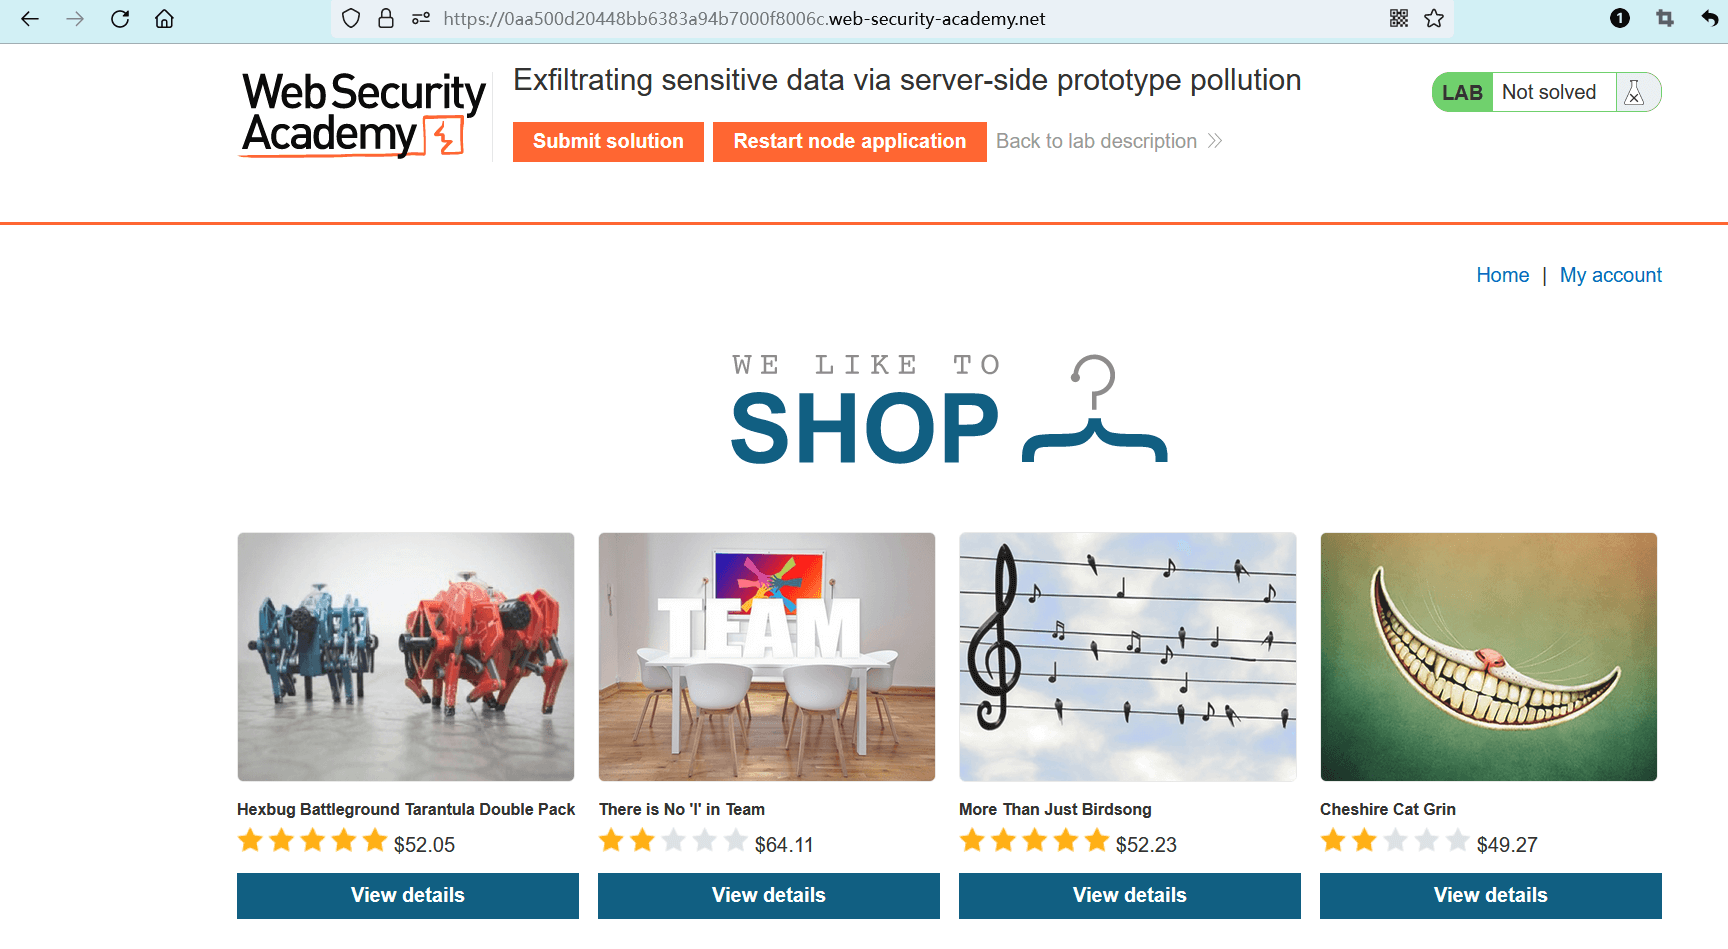 https://0aa500d20448bb6383a94b7000f8006c.web-security-academy.net
1
Web Security
Academy
Exfiltrating sensitive data via server-side prototype pollution
LAB Not solved
Submit solution
Restart node application
Back to lab description
Home | My account
WE LIKE TO
SHOP
TEAM
Hexbug Battleground Tarantula Double Pack
$52.05
View details
There is No 'I' in Team
$64.11
View details
More Than Just Birdsong
$52.23
View details
Cheshire Cat Grin
$49.27
View details